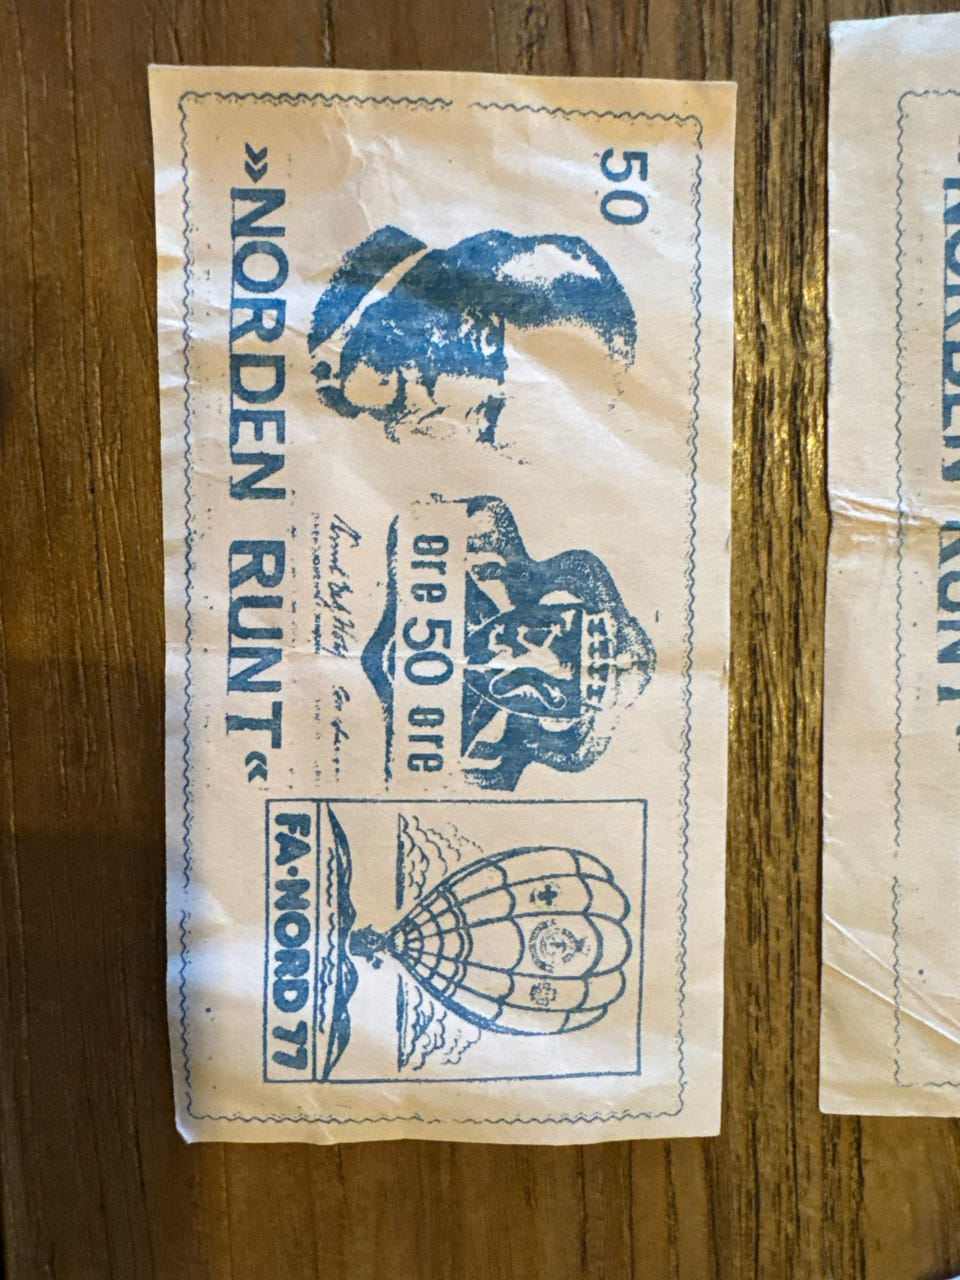 50
øre 50 øre
»NORDEN RUNT«
FA·NORD 77